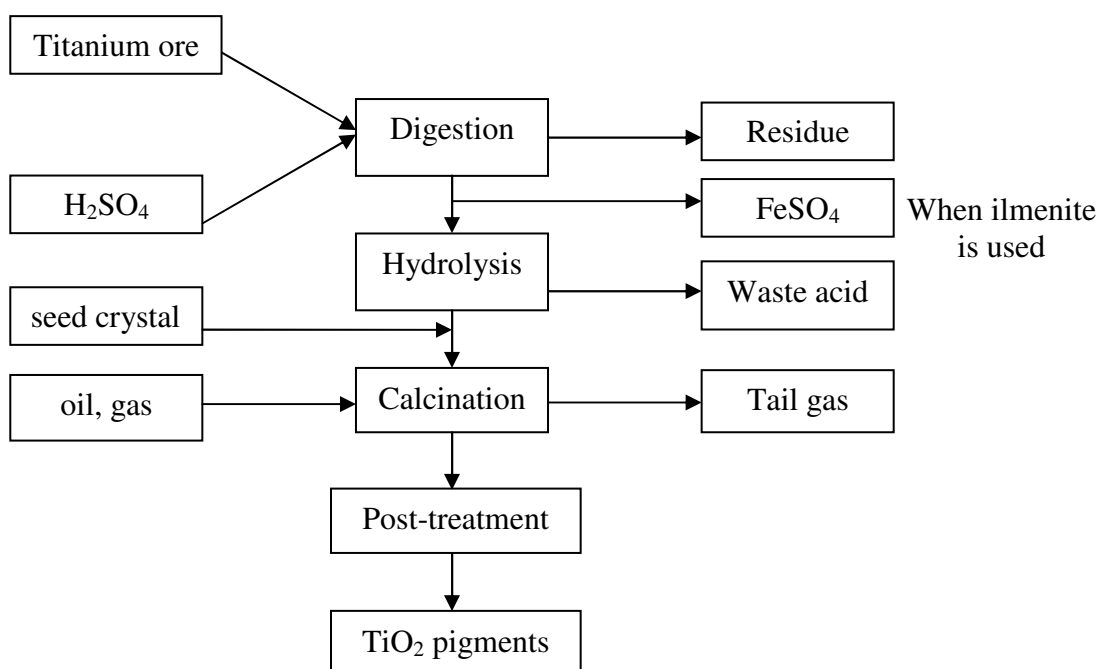 Titanium ore
Digestion
Residue
H₂SO₄
FeSO₄
When ilmenite
is used
Hydrolysis
Waste acid
seed crystal
Calcination
Tail gas
oil, gas
Post-treatment
TiO₂ pigments